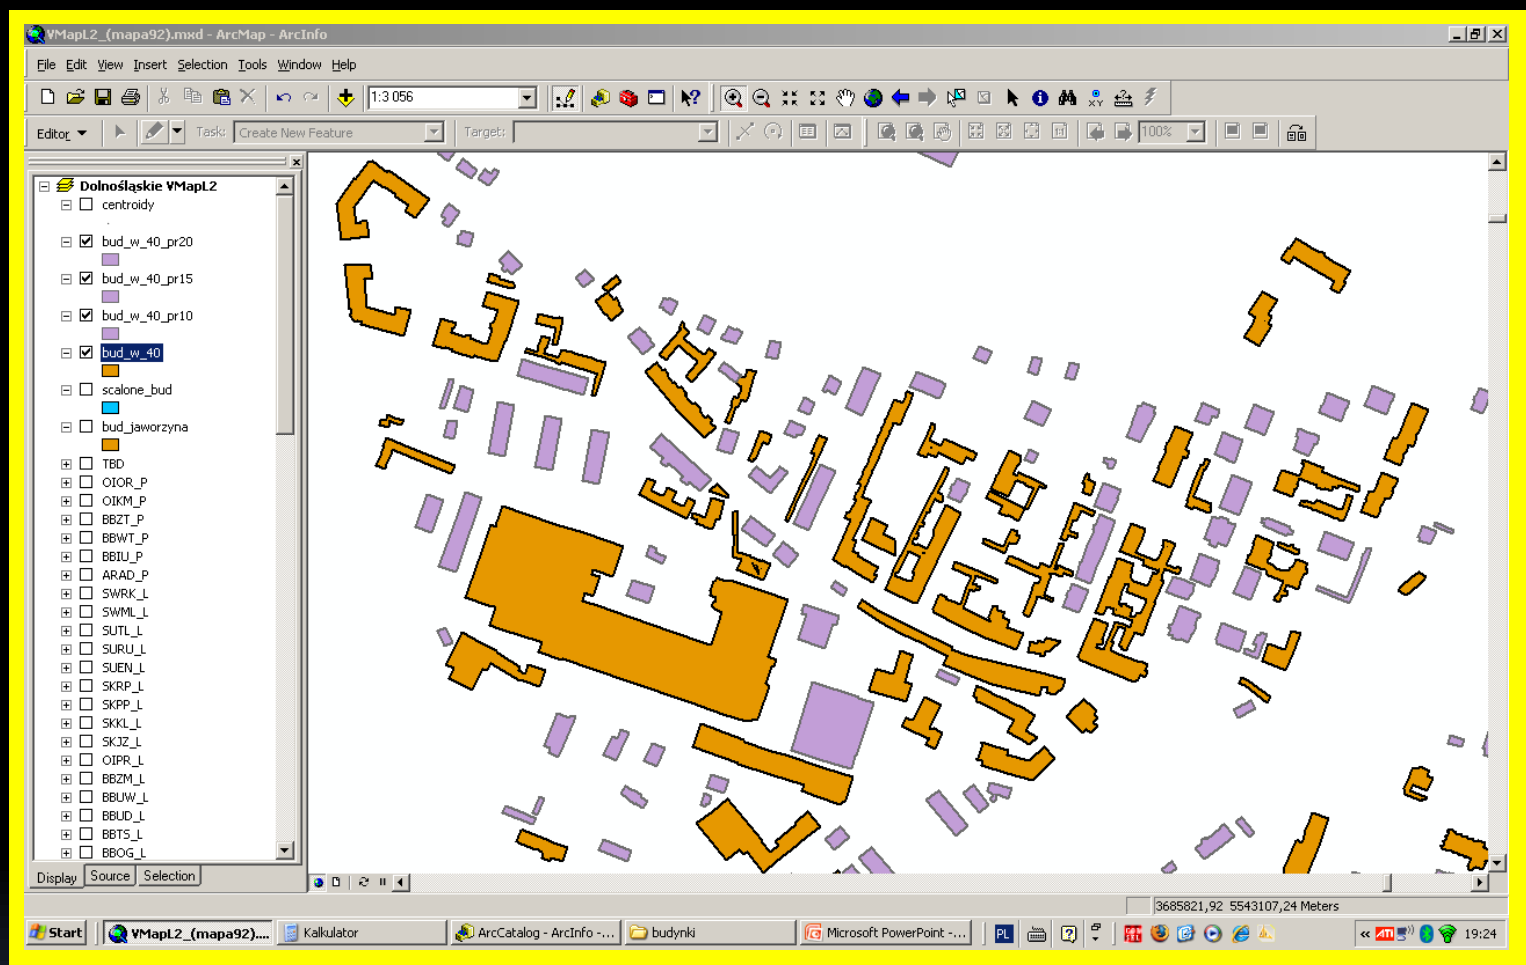 VMapL2_(mapa92).mxd - ArcMap - ArcInfo
File Edit View Insert Selection Tools Window Help
1:3 056
Editor Task: Create New Feature Target: 100%
Dolnośląskie VMapL2
centroidy
bud_w_40_pr20
bud_w_40_pr15
bud_w_40_pr10
bud_w_40
scalone_bud
bud_jaworzyna
TBD
OIOR_P
OIKM_P
BBZT_P
BBWT_P
BBIU_P
ARAD_P
SWRK_L
SWML_L
SUTL_L
SURU_L
SUEN_L
SKRP_L
SKPP_L
SKKL_L
SKJZ_L
OIPR_L
BBZM_L
BBUW_L
BBUD_L
BBTS_L
BBOG_L
Display Source Selection
3685821,92 5543107,24 Meters
Start VMapL2_(mapa92).... Kalkulator ArcCatalog - ArcInfo -... budynki Microsoft PowerPoint -... PL « ATI 19:24